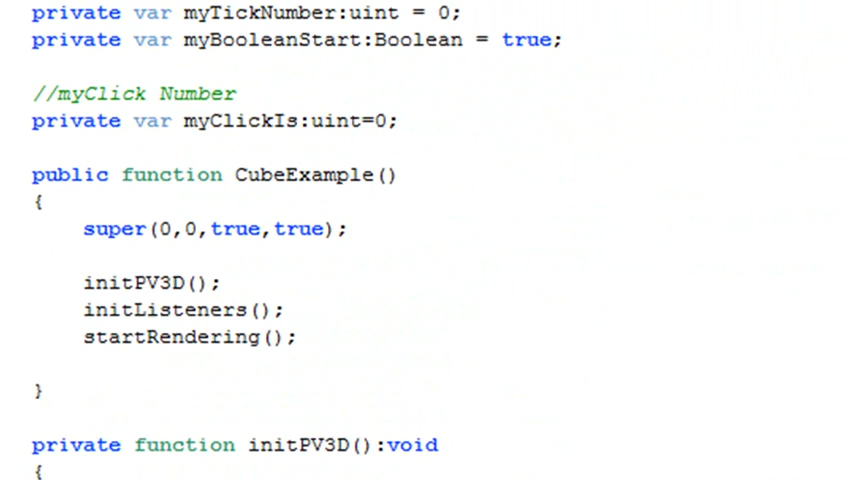 private var myTickNumber:uint = 0;
private var myBooleanStart:Boolean = true;
//myClick Number
private var myClickIs:uint=0;
public function CubeExample()
{
super(0,0,true,true);
initPV3D();
initListeners();
startRendering();
}
private function initPV3D():void
{